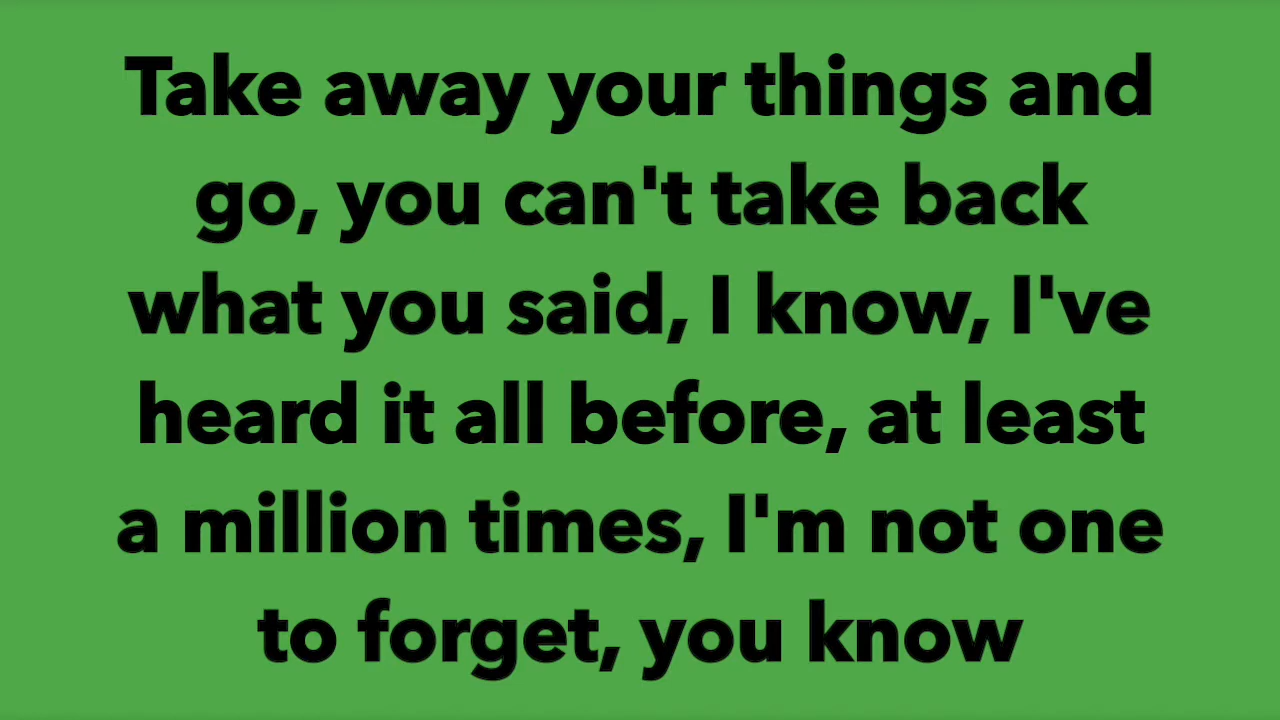 Take away your things and
go, you can't take back
what you said, I know, I've
heard it all before, at least
a million times, I'm not one
to forget, you know